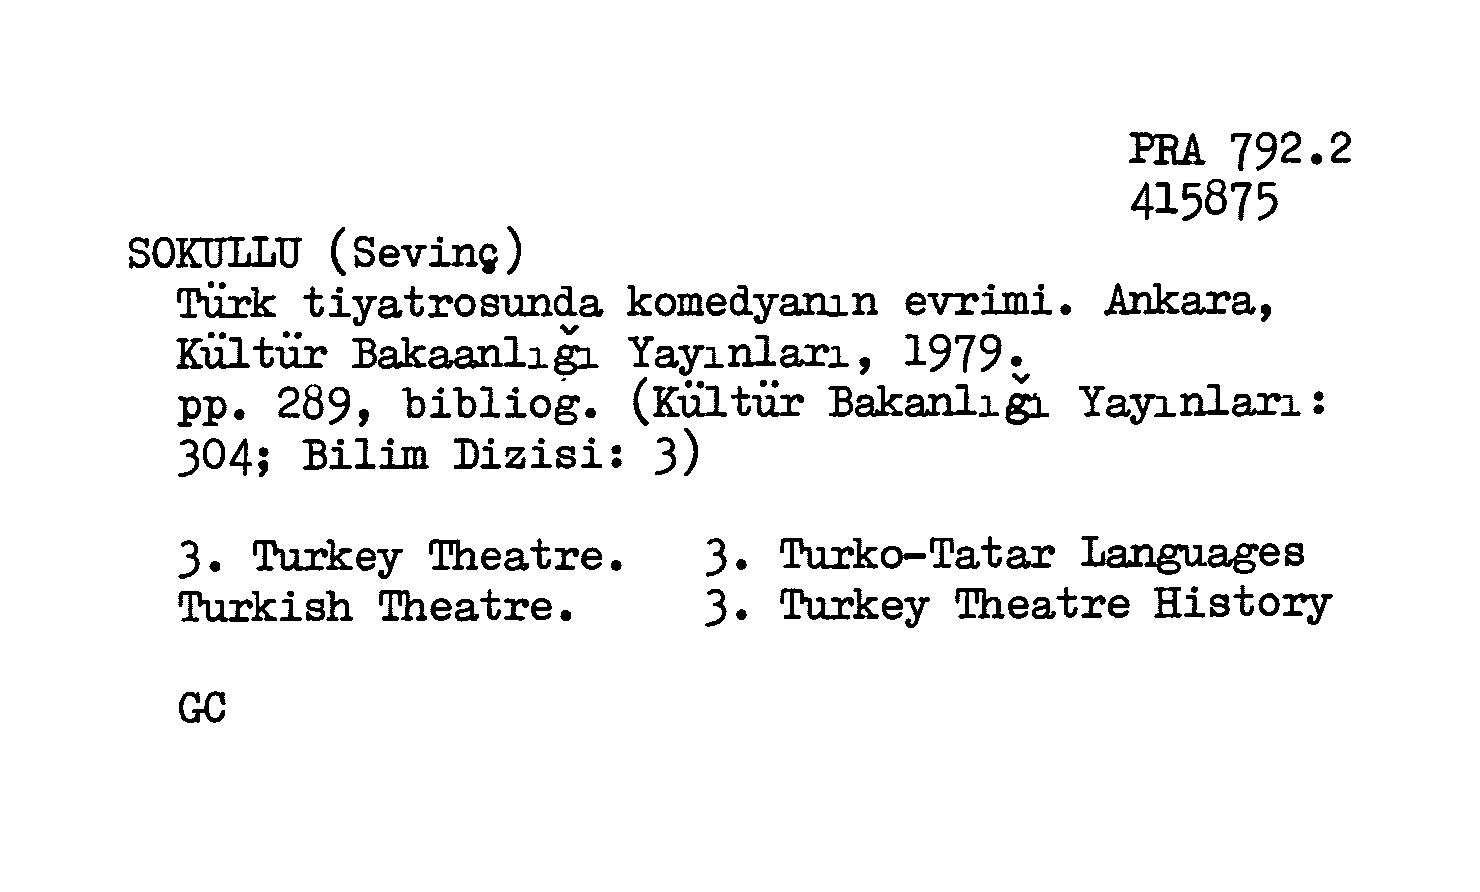 PRA 792.2
415875
SOKULLU (Sevinç)
Türk tiyatrosunda komedyanın evrimi. Ankara,
Kültür Bakaanlığı Yayınları, 1979.
pp. 289, bibliog. (Kültür Bakanlığı Yayınları:
304; Bilim Dizisi: 3)
3. Turkey Theatre. 3. Turko-Tatar Languages
Turkish Theatre. 3. Turkey Theatre History
GC